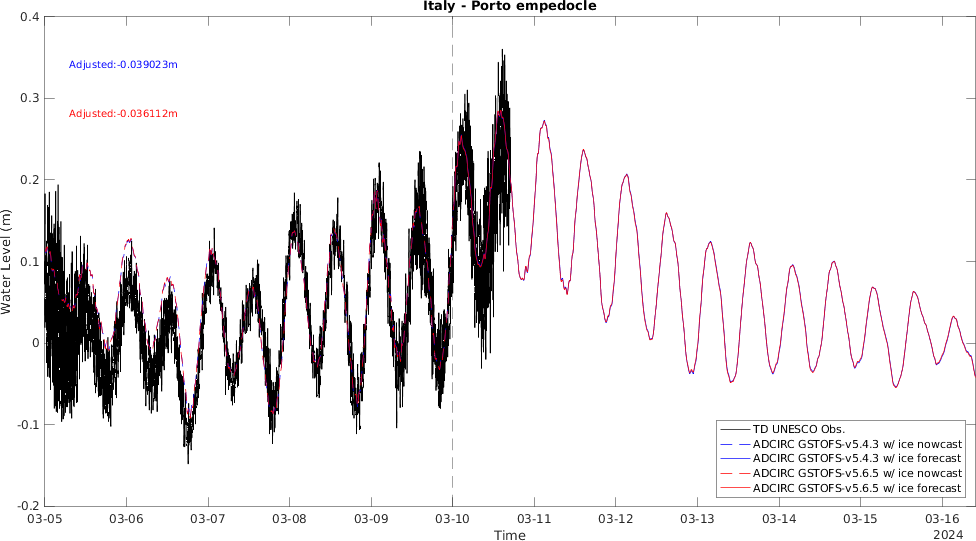 Italy - Porto empedocle
0.4
0.3
0.2
0.1
0
-0.1
-0.2
Water Level (m)
Adjusted:-0.039023m
Adjusted:-0.036112m
TD UNESCO Obs.
ADCIRC GSTOFS-v5.4.3 w/ ice nowcast
ADCIRC GSTOFS-v5.4.3 w/ ice forecast
ADCIRC GSTOFS-v5.6.5 w/ ice nowcast
ADCIRC GSTOFS-v5.6.5 w/ ice forecast
03-05 03-06 03-07 03-08 03-09 03-10 03-11 03-12 03-13 03-14 03-15 03-16
Time
2024